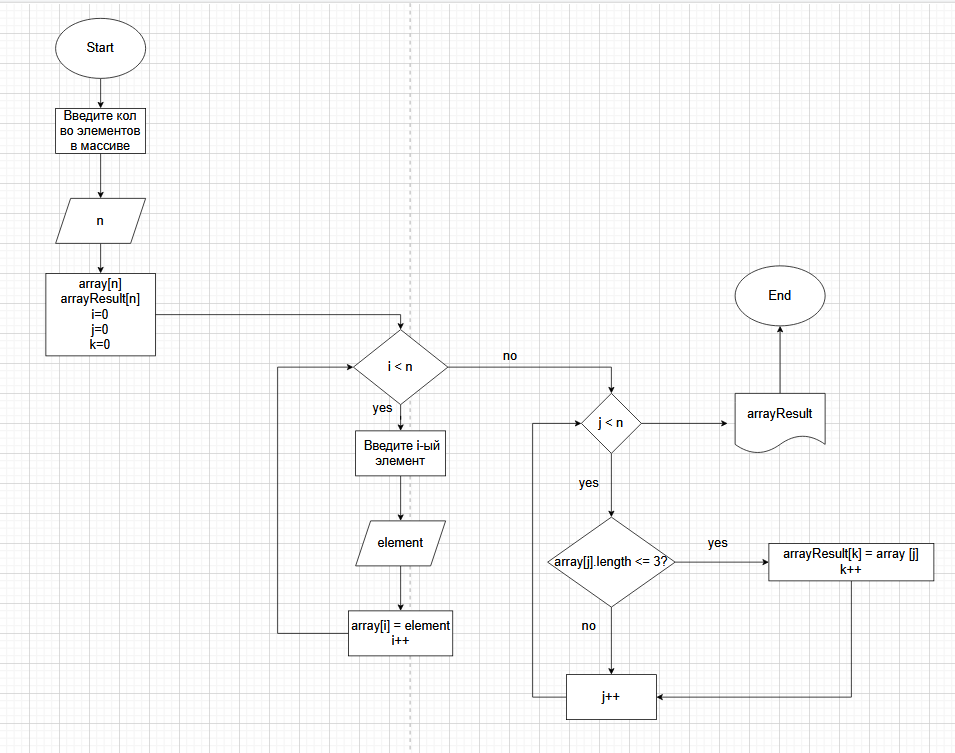 Start
Введите кол
во элементов
в массиве
n
array[n]
arrayResult[n]
i=0
j=0
k=0
i < n
yes
no
Введите i-ый
элемент
element
array[i] = element
i++
j < n
yes
arrayResult
End
array[j].length <= 3?
yes
arrayResult[k] = array [j]
k++
no
j++